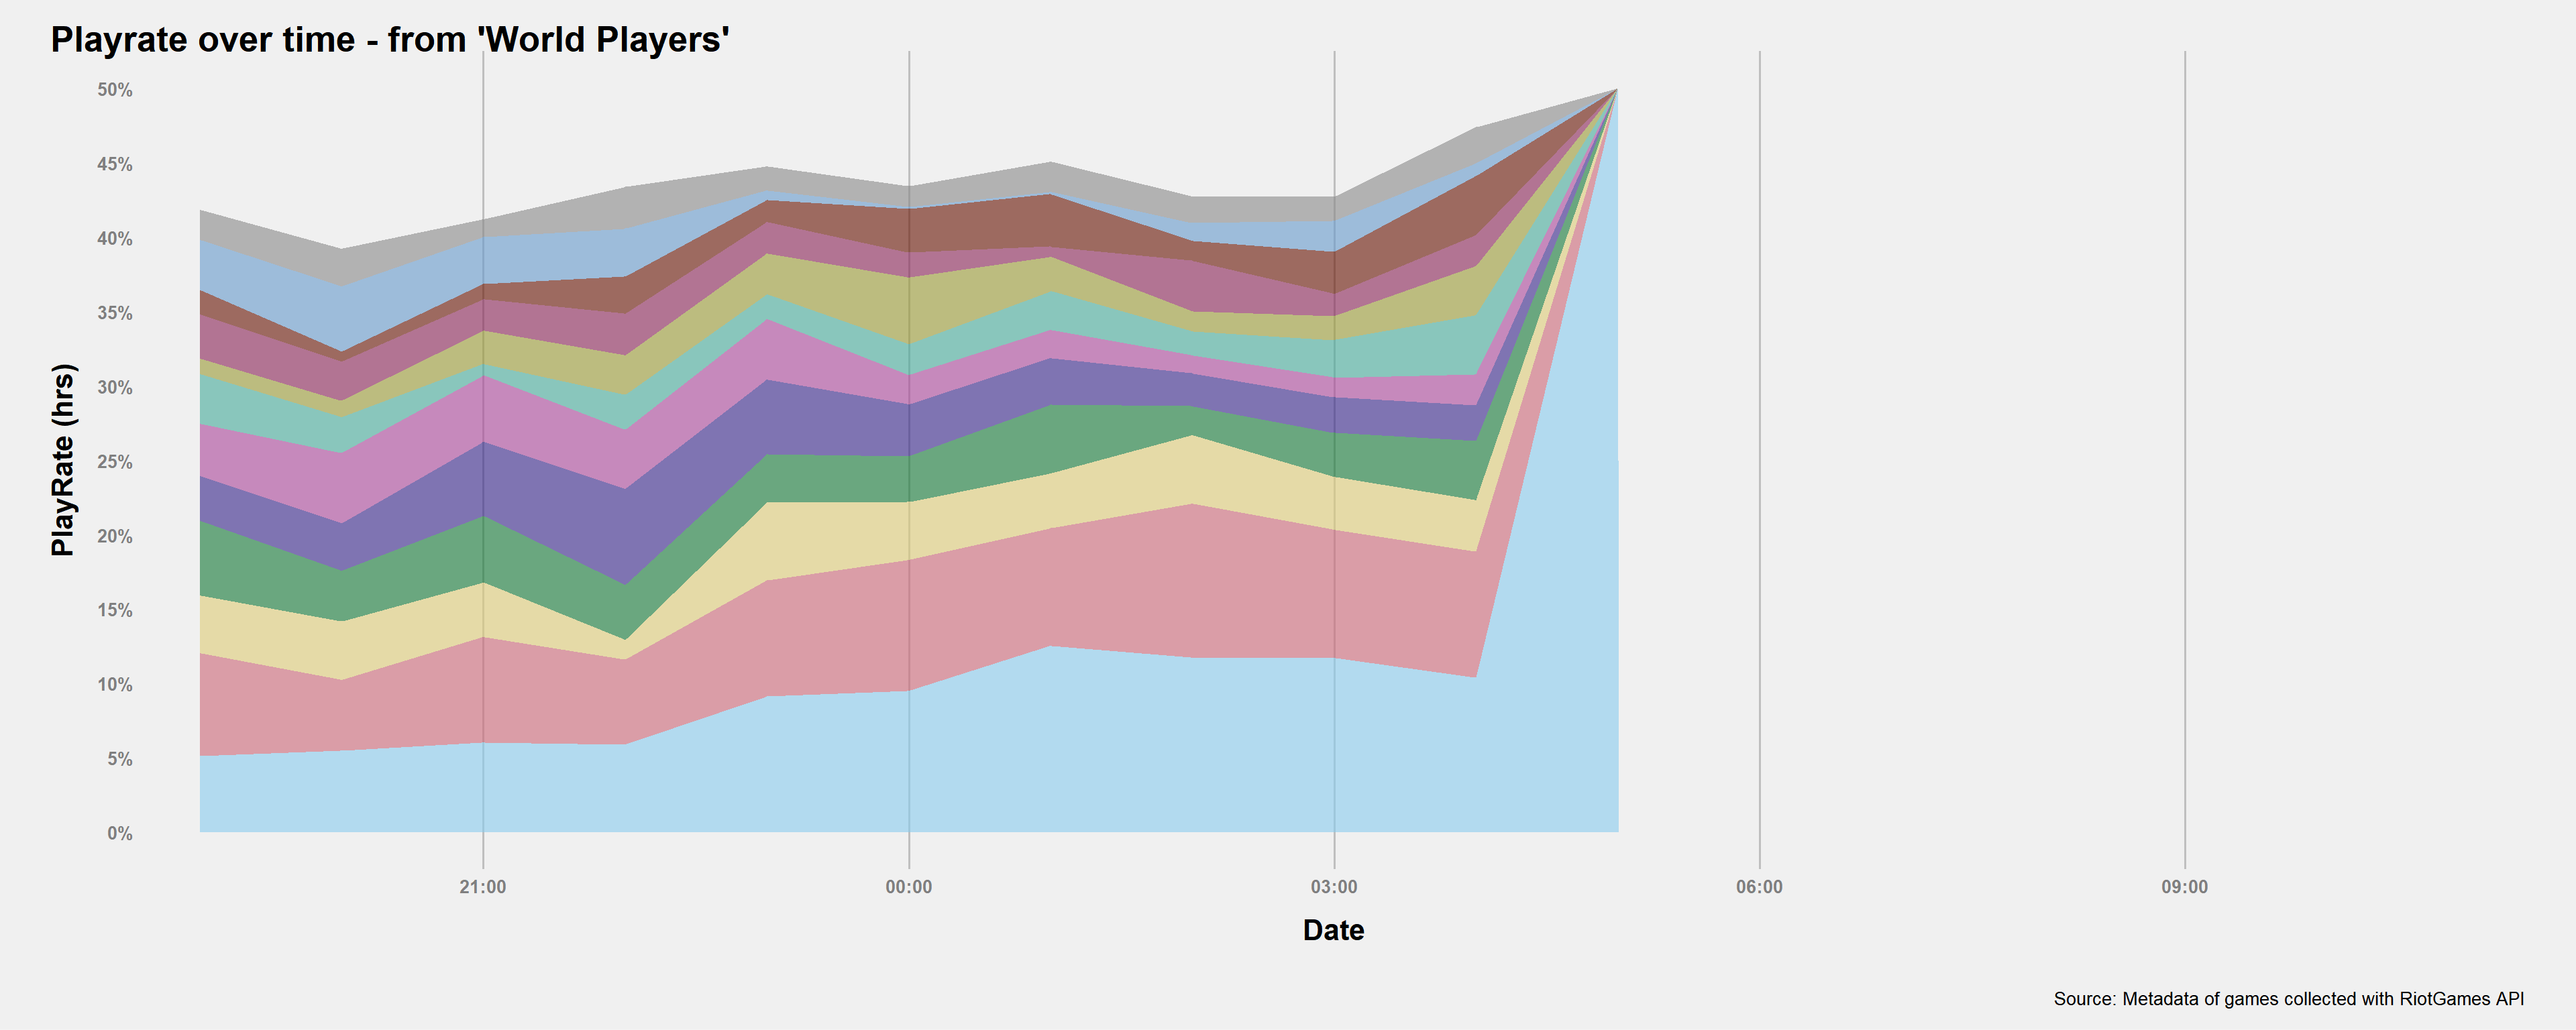 Playrate over time - from 'World Players'
50%
45%
40%
35%
30%
25%
20%
15%
10%
5%
0%
PlayRate (hrs)
21:00 00:00 03:00 06:00 09:00
Date
Source: Metadata of games collected with RiotGames API